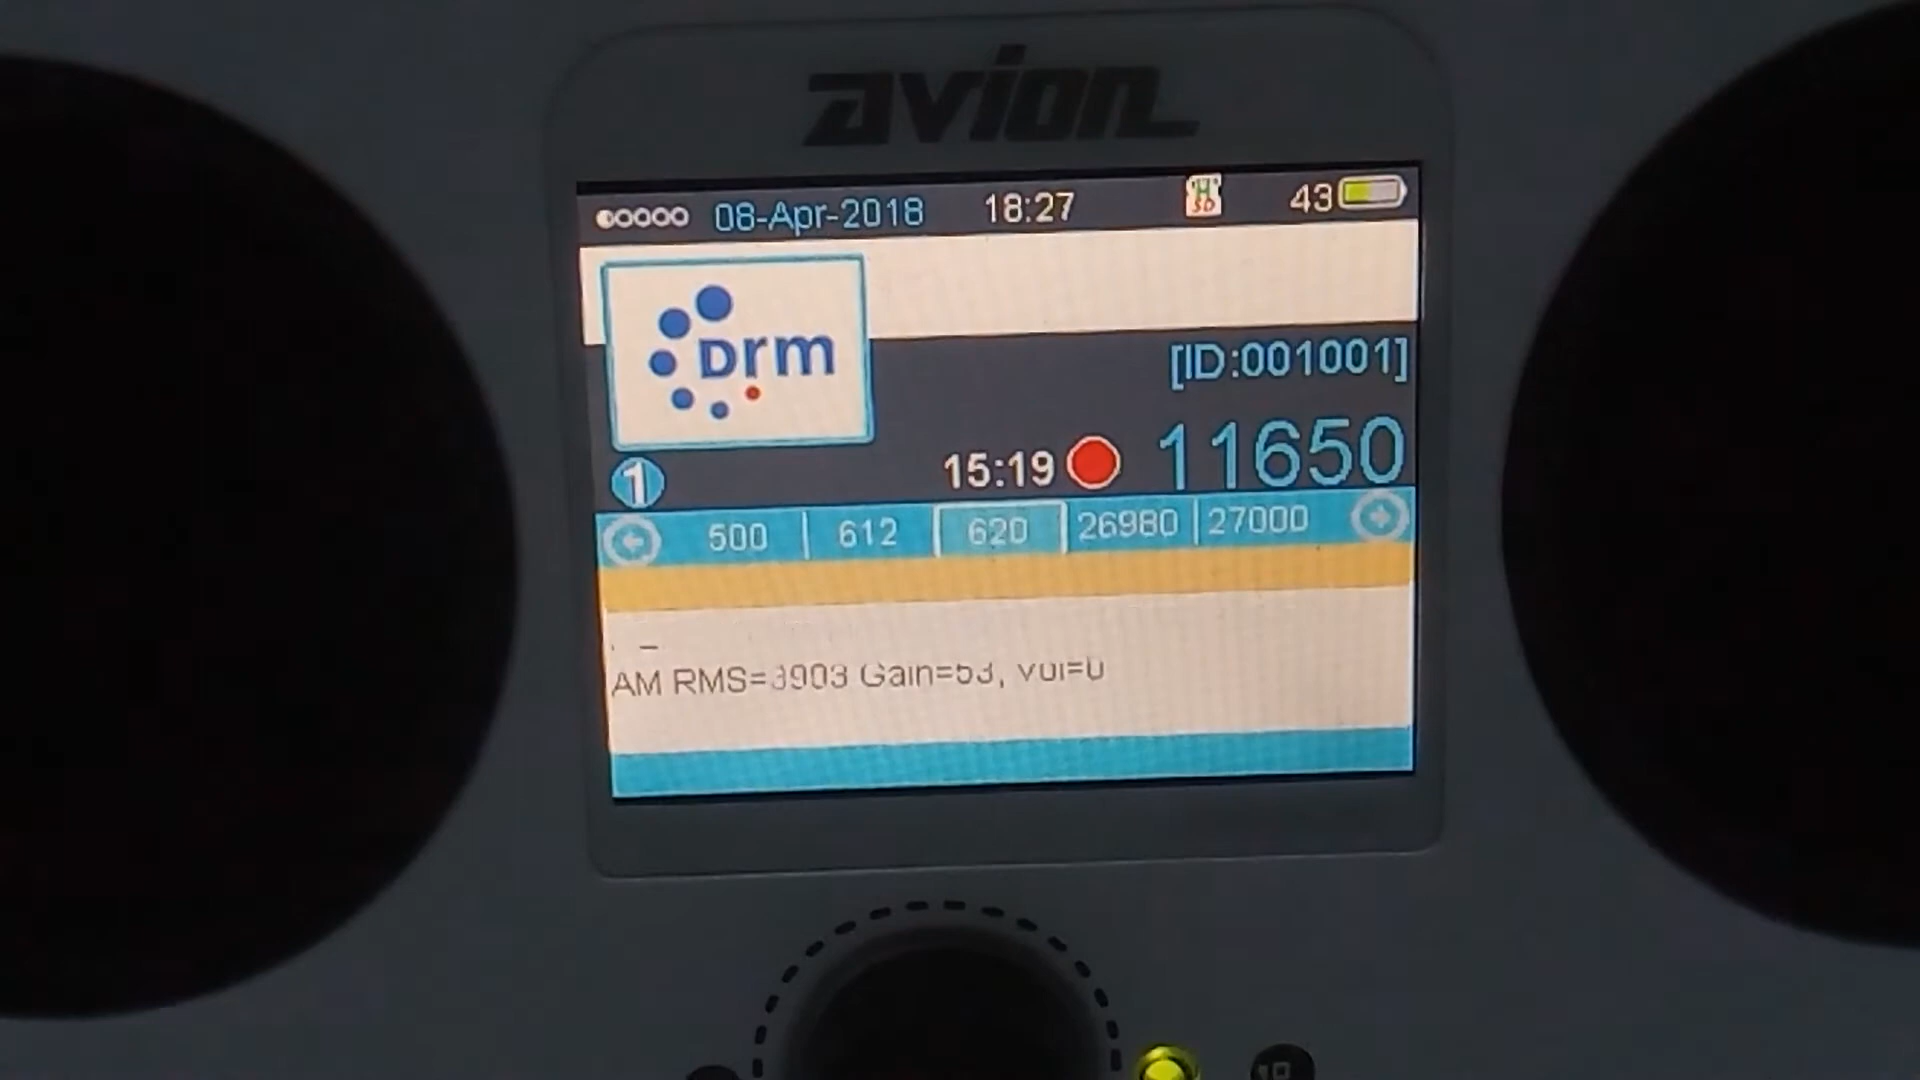 avion
08-Apr-2018 18:27 H SD 43
Drm
[ID:001001]
1 15:19 11650
500 612 620 26980 27000
AM RMS=3903 Gain=53, Vol=0